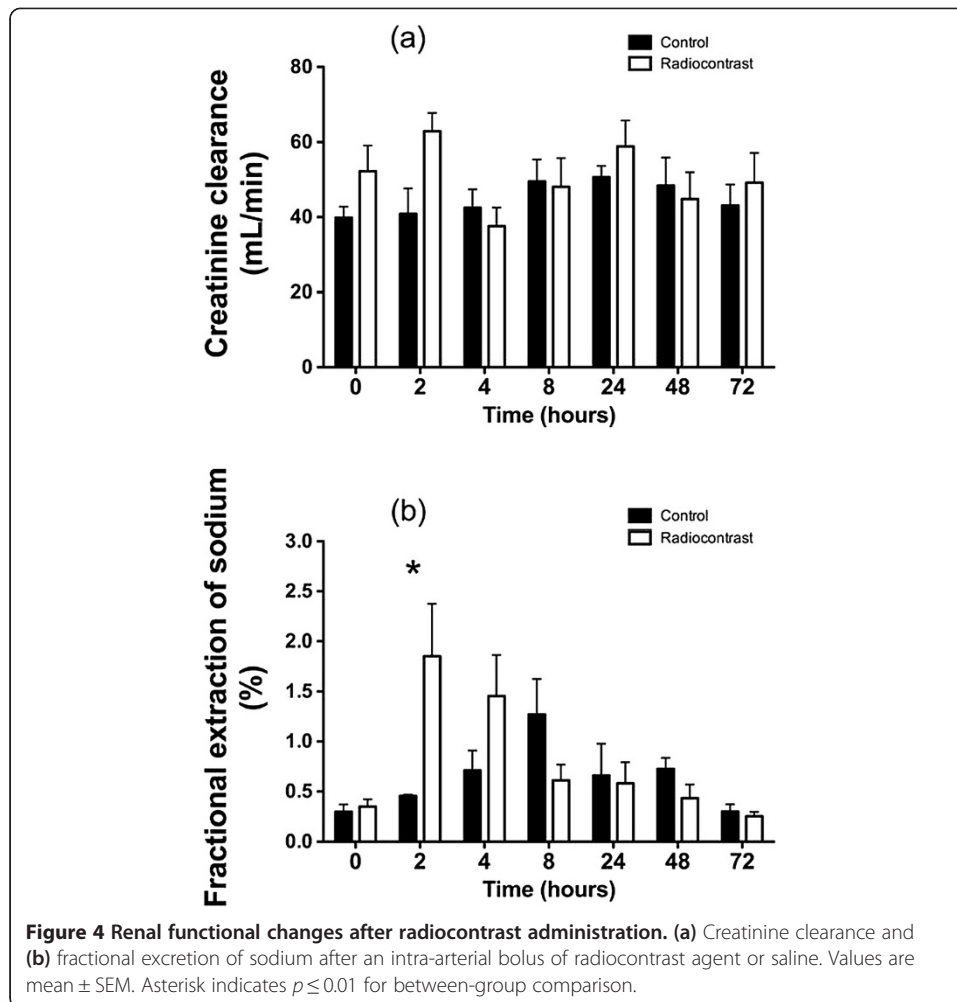 (a)
Control
Radiocontrast
Creatinine clearance
(mL/min)
80
60
40
20
0
0 2 4 8 24 48 72
Time (hours)
(b)
Control
Radiocontrast
Fractional extraction of sodium
(%)
3.0
2.5
2.0
1.5
1.0
0.5
0.0
*
0 2 4 8 24 48 72
Time (hours)
Figure 4 Renal functional changes after radiocontrast administration. (a) Creatinine clearance and
(b) fractional excretion of sodium after an intra-arterial bolus of radiocontrast agent or saline. Values are
mean ± SEM. Asterisk indicates p ≤ 0.01 for between-group comparison.